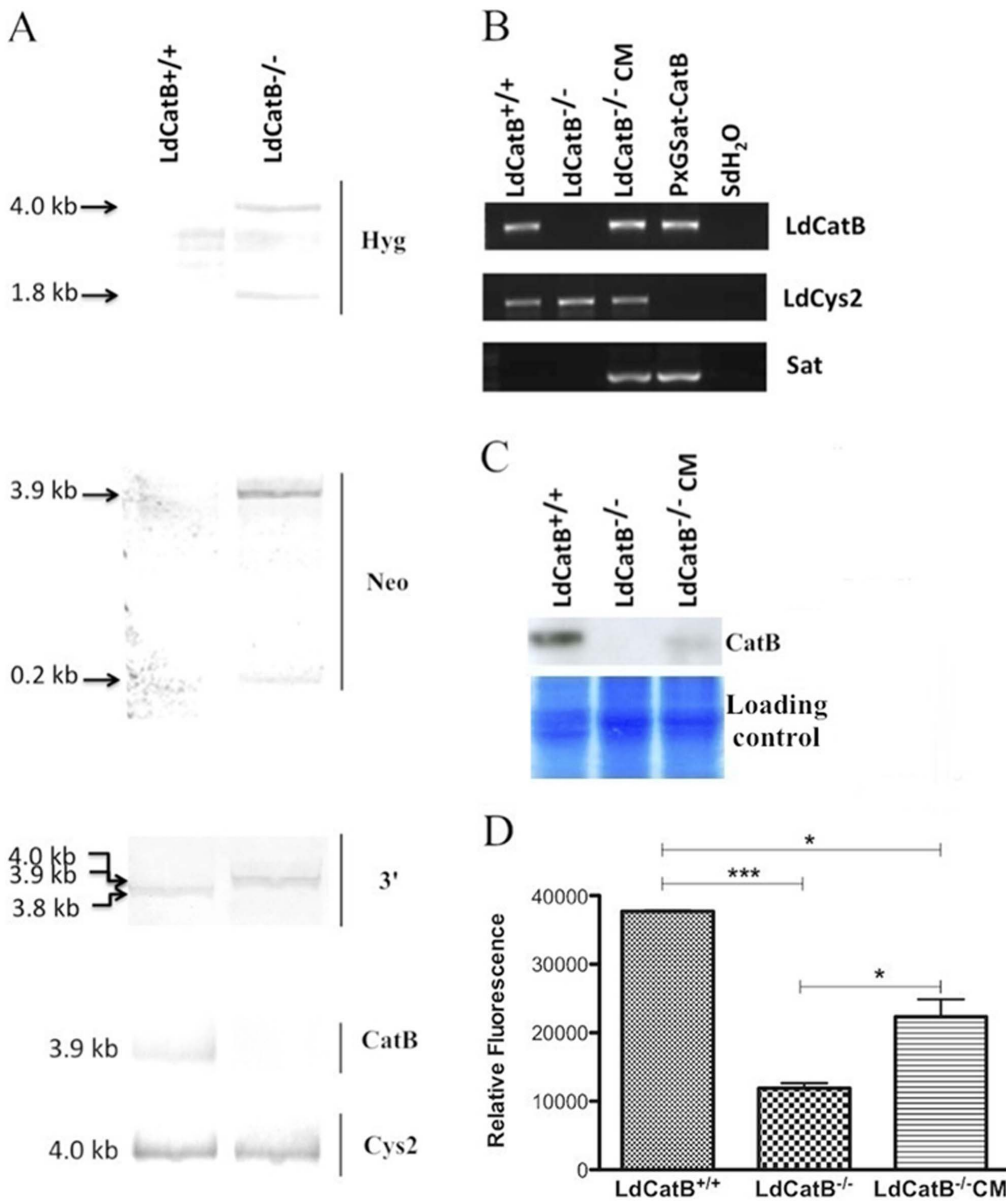 A
LdCatB+/+
LdCatB-/-
4.0 kb
1.8 kb
Hyg
3.9 kb
0.2 kb
Neo
4.0 kb
3.9 kb
3.8 kb
3'
3.9 kb
CatB
4.0 kb
Cys2
B
LdCatB+/+
LdCatB-/-
LdCatB-/- CM
PxGSat-CatB
SdH2O
LdCatB
LdCys2
Sat
C
LdCatB+/+
LdCatB-/-
LdCatB-/- CM
CatB
Loading
control
D
*
***
*
Relative Fluorescence
40000
30000
20000
10000
0
LdCatB+/+
LdCatB-/-
LdCatB-/-CM